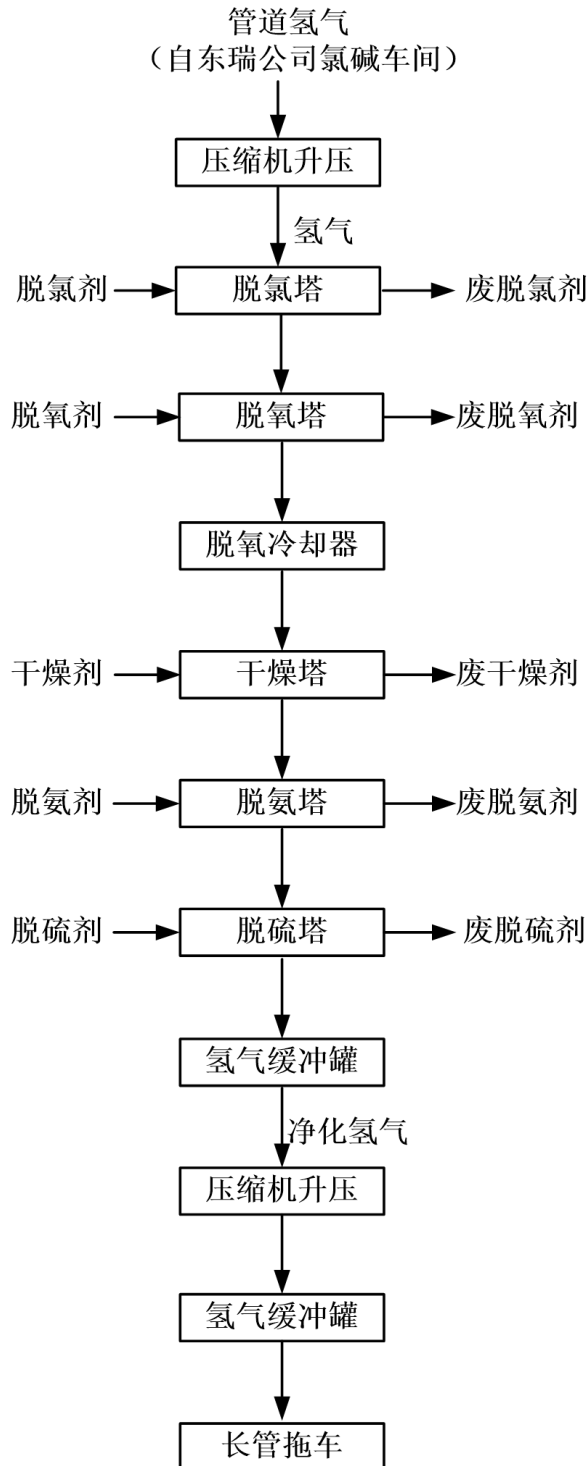 管道氢气
（自东瑞公司氯碱车间）
压缩机升压
氢气
脱氯剂
脱氯塔
废脱氯剂
脱氧剂
脱氧塔
废脱氧剂
脱氧冷却器
干燥剂
干燥塔
废干燥剂
脱氨剂
脱氨塔
废脱氨剂
脱硫剂
脱硫塔
废脱硫剂
氢气缓冲罐
净化氢气
压缩机升压
氢气缓冲罐
长管拖车